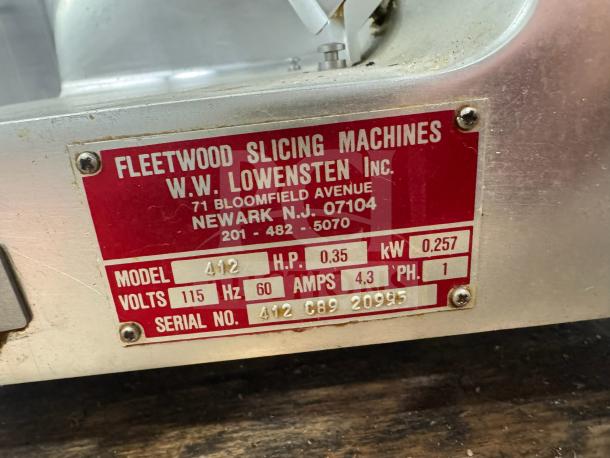 FLEETWOOD SLICING MACHINES
W.W. LOWENSTEN INC.
71 BLOOMFIELD AVENUE
NEWARK N.J. 07104
201 - 482 - 5070
MODEL 412 H.P. 0.35 kW 0.257
VOLTS 115 Hz 60 AMPS 4.3 PH. 1
SERIAL NO. 412 C89 20995